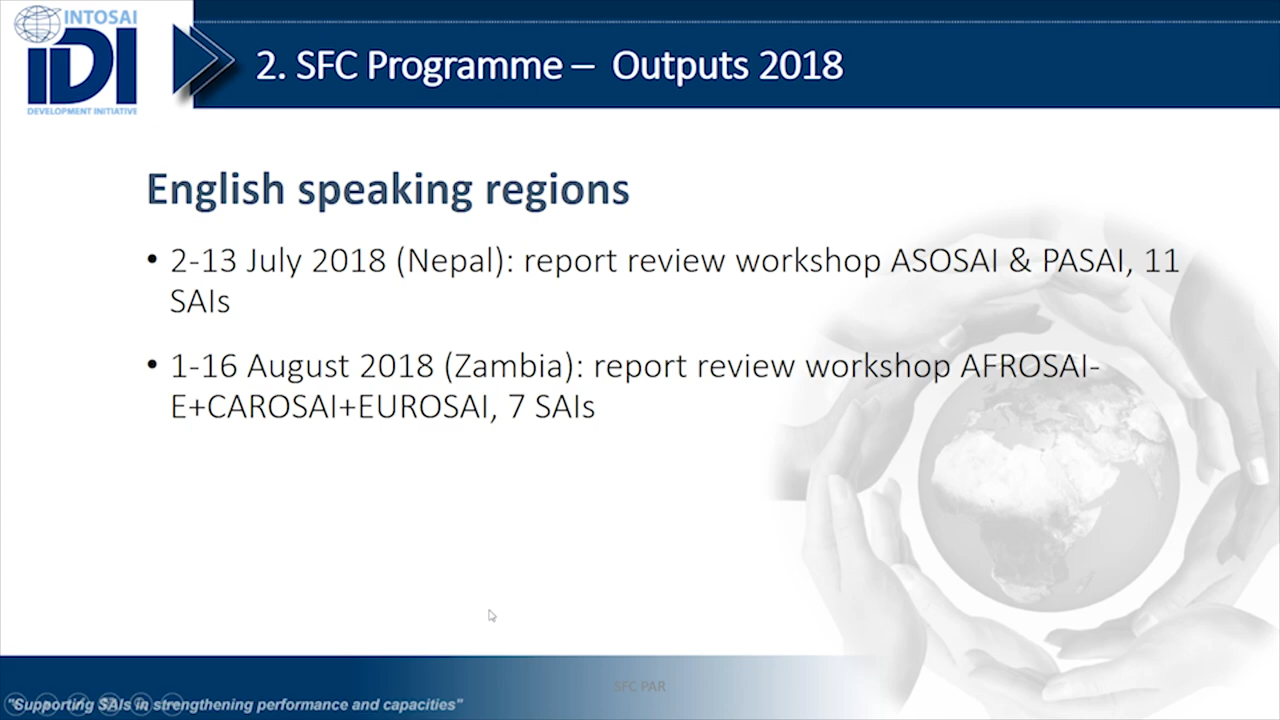 INTOSAI
IDI
DEVELOPMENT INITIATIVE
2. SFC Programme – Outputs 2018
English speaking regions
• 2-13 July 2018 (Nepal): report review workshop ASOSAI & PASAI, 11
SAIs
• 1-16 August 2018 (Zambia): report review workshop AFROSAI-
E+CAROSAI+EUROSAI, 7 SAIs
SFC PAR
"Supporting SAIs in strengthening performance and capacities"